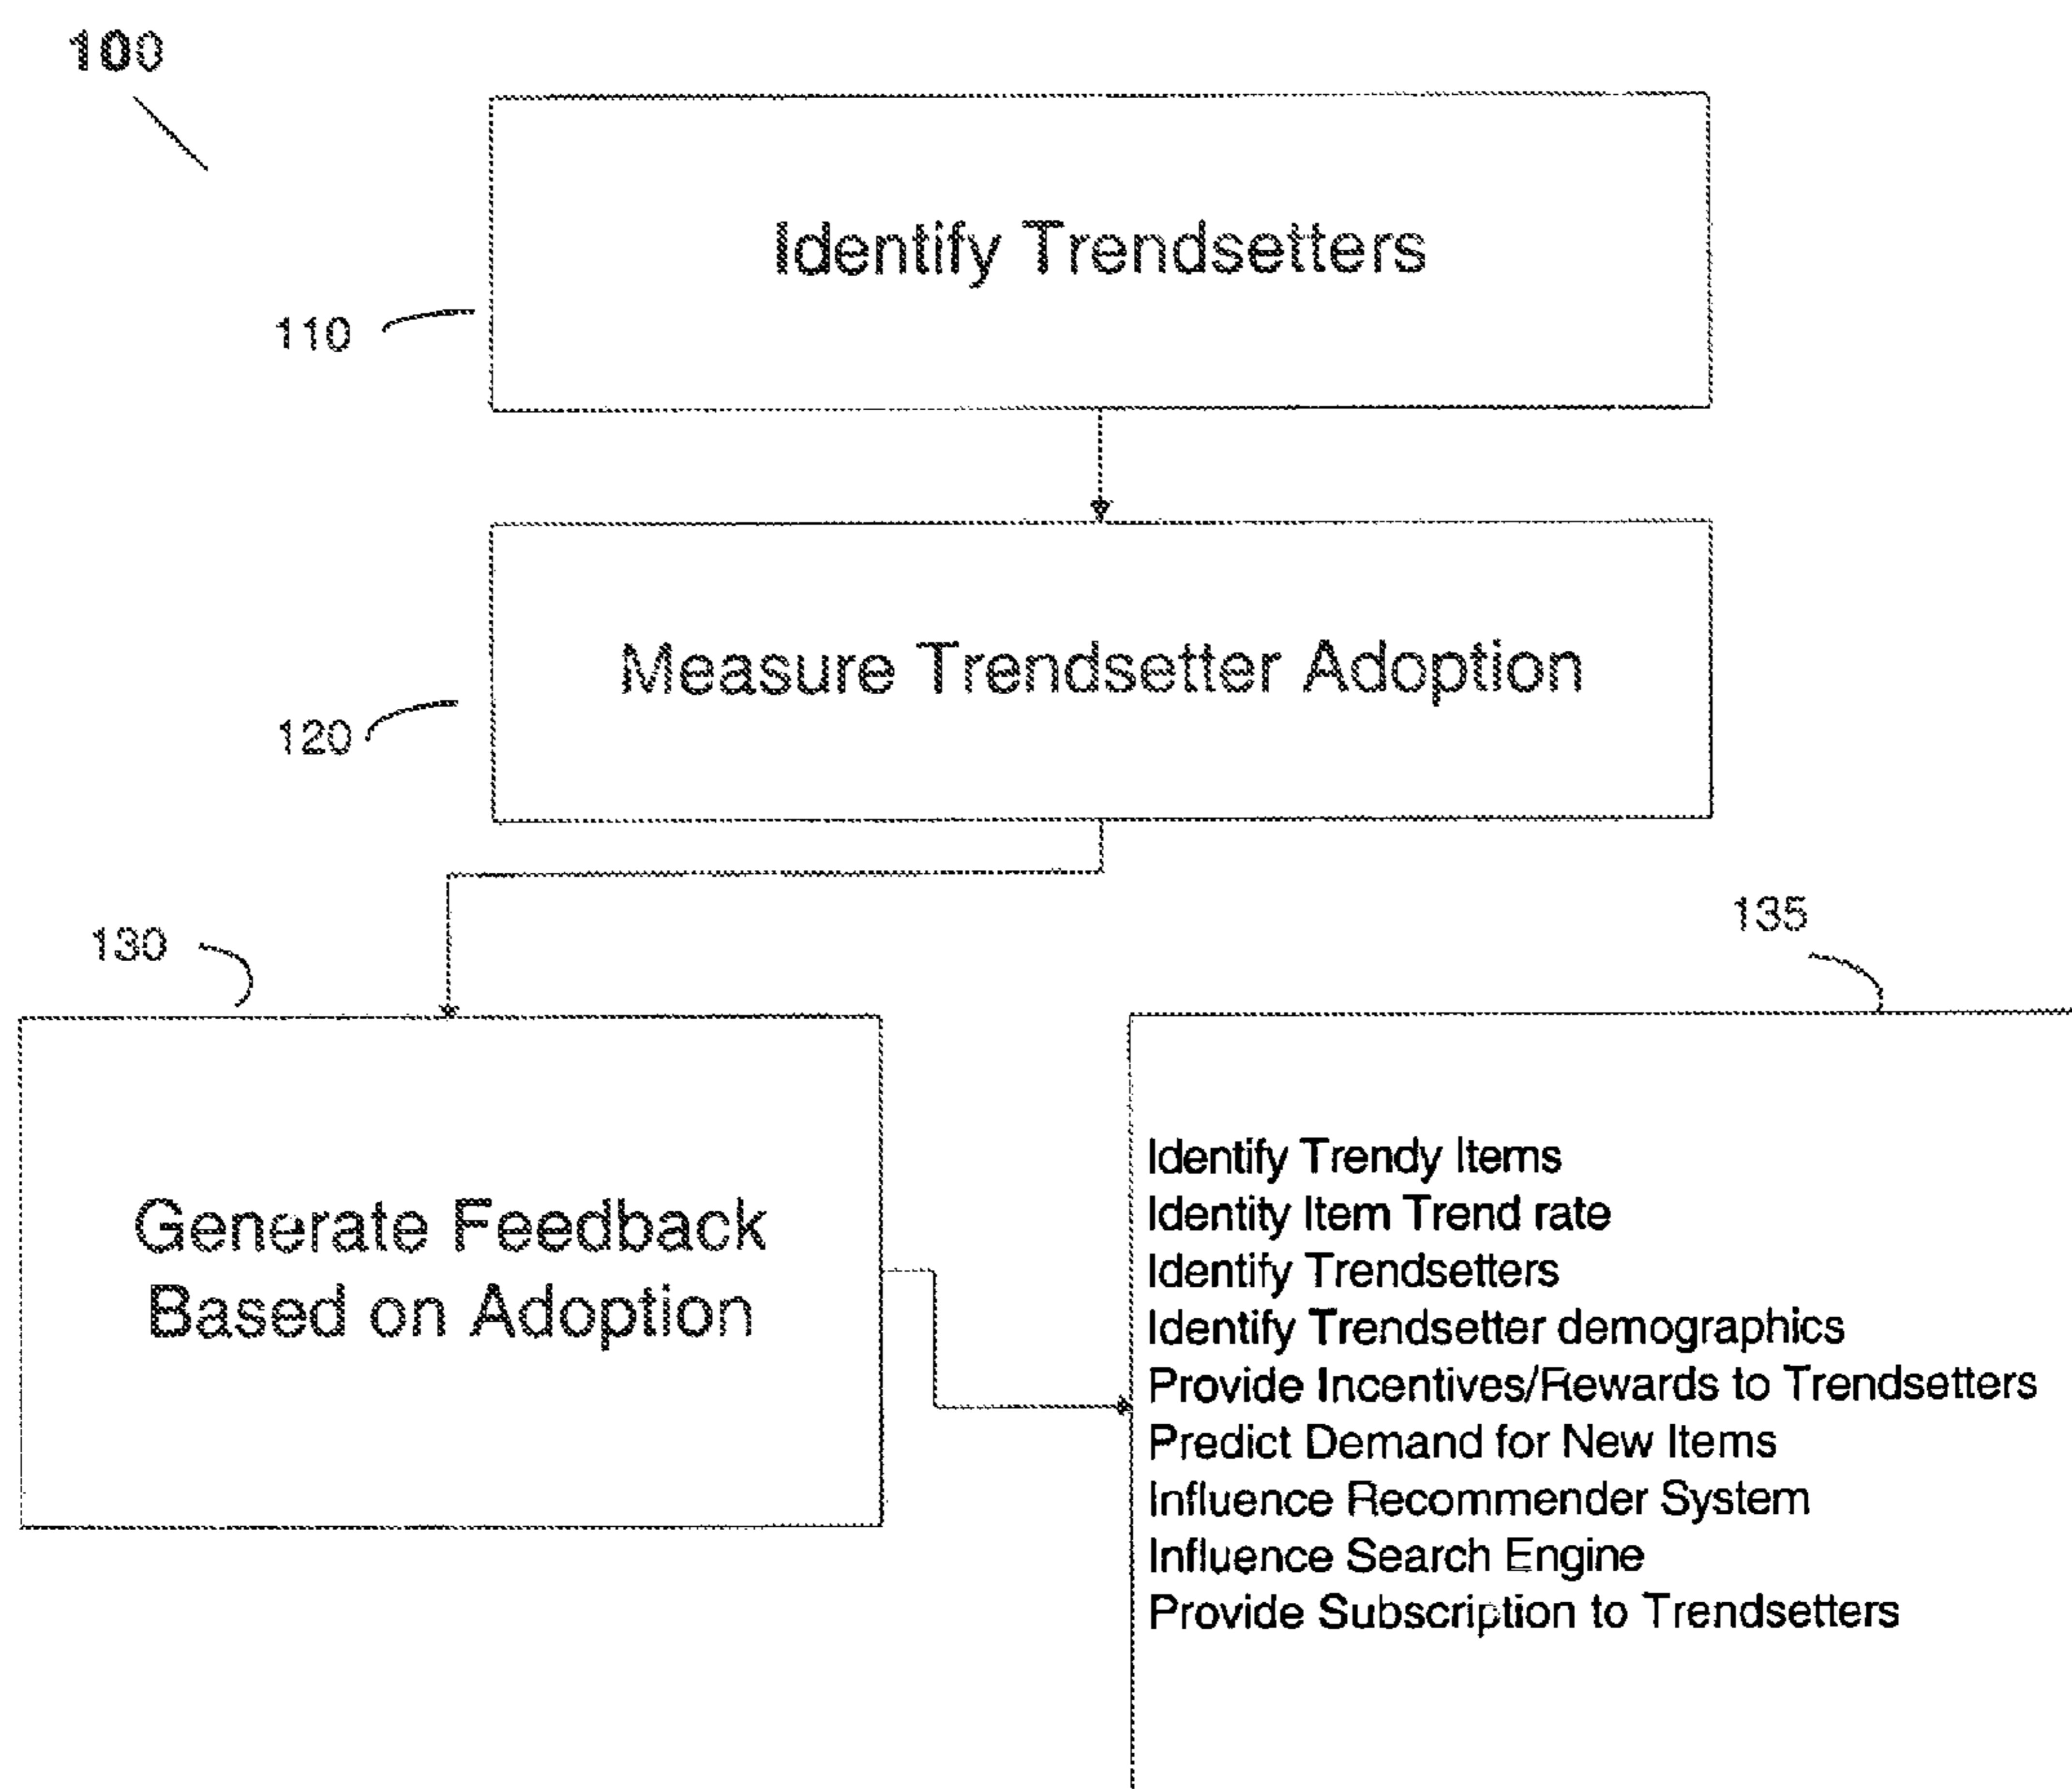 100
Identify Trendsetters
110
Measure Trendsetter Adoption
120
130
135
Generate Feedback
Based on Adoption
Identify Trendy Items
Identity Item Trend rate
Identify Trendsetters
Identify Trendsetter demographics
Provide Incentives/Rewards to Trendsetters
Predict Demand for New Items
Influence Recommender System
Influence Search Engine
Provide Subscription to Trendsetters